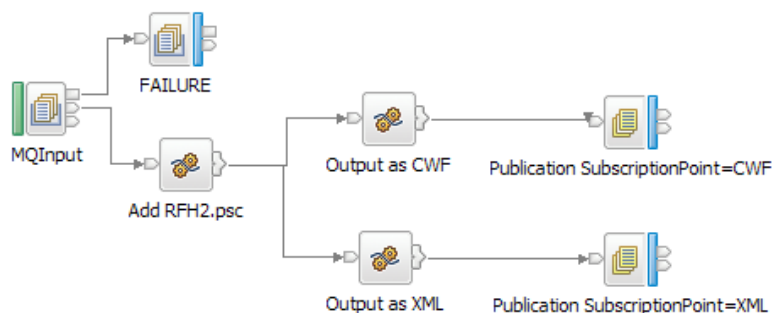 FAILURE
MQInput
Add RFH2.psc
Output as CWF
Publication SubscriptionPoint=CWF
Output as XML
Publication SubscriptionPoint=XML